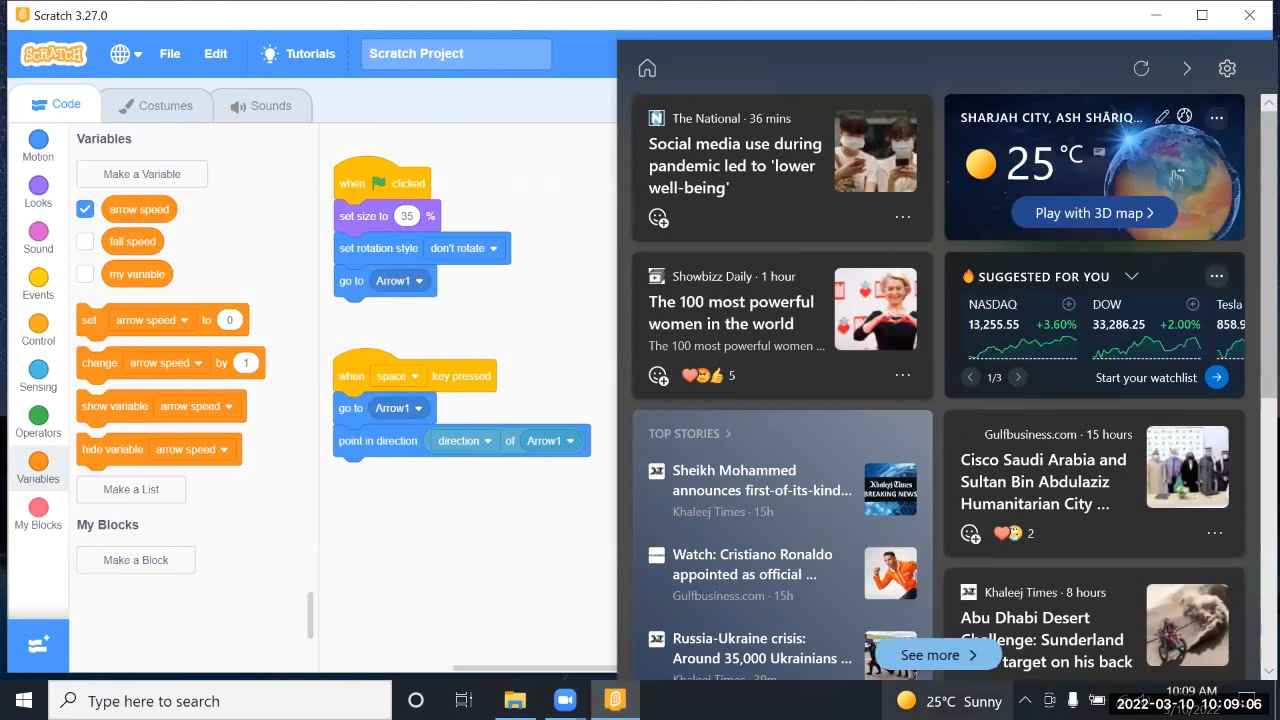 Scratch 3.27.0
SCRATCH
File
Edit
Tutorials
Scratch Project
Code
Costumes
Sounds
Motion
Looks
Sound
Events
Control
Sensing
Operators
Variables
My Blocks
Variables
Make a Variable
arrow speed
fall speed
my variable
set arrow speed to 0
change arrow speed by 1
show variable arrow speed
hide variable arrow speed
Make a List
My Blocks
Make a Block
when clicked
set size to 35 %
set rotation style don't rotate
go to Arrow1
when space key pressed
go to Arrow1
point in direction direction of Arrow1
The National · 36 mins
Social media use during
pandemic led to 'lower
well-being'
SHARJAH CITY, ASH SHĀRIQ...
25 °C
Play with 3D map
Showbizz Daily · 1 hour
The 100 most powerful
women in the world
The 100 most powerful women ...
5
SUGGESTED FOR YOU
NASDAQ
13,255.55 +3.60%
DOW
33,286.25 +2.00%
Tesla
858.9
1/3
Start your watchlist
TOP STORIES
Sheikh Mohammed
announces first-of-its-kind...
Khaleej Times · 15h
Khaleej Times
BREAKING NEWS
Watch: Cristiano Ronaldo
appointed as official ...
Gulfbusiness.com · 15h
Russia-Ukraine crisis:
Around 35,000 Ukrainians ...
Gulfbusiness.com · 15 hours
Cisco Saudi Arabia and
Sultan Bin Abdulaziz
Humanitarian City ...
2
Khaleej Times · 8 hours
Abu Dhabi Desert
Challenge: Sunderland
target on his back
See more
Type here to search
25°C Sunny
10:09 AM
2022-03-10 10:09:06